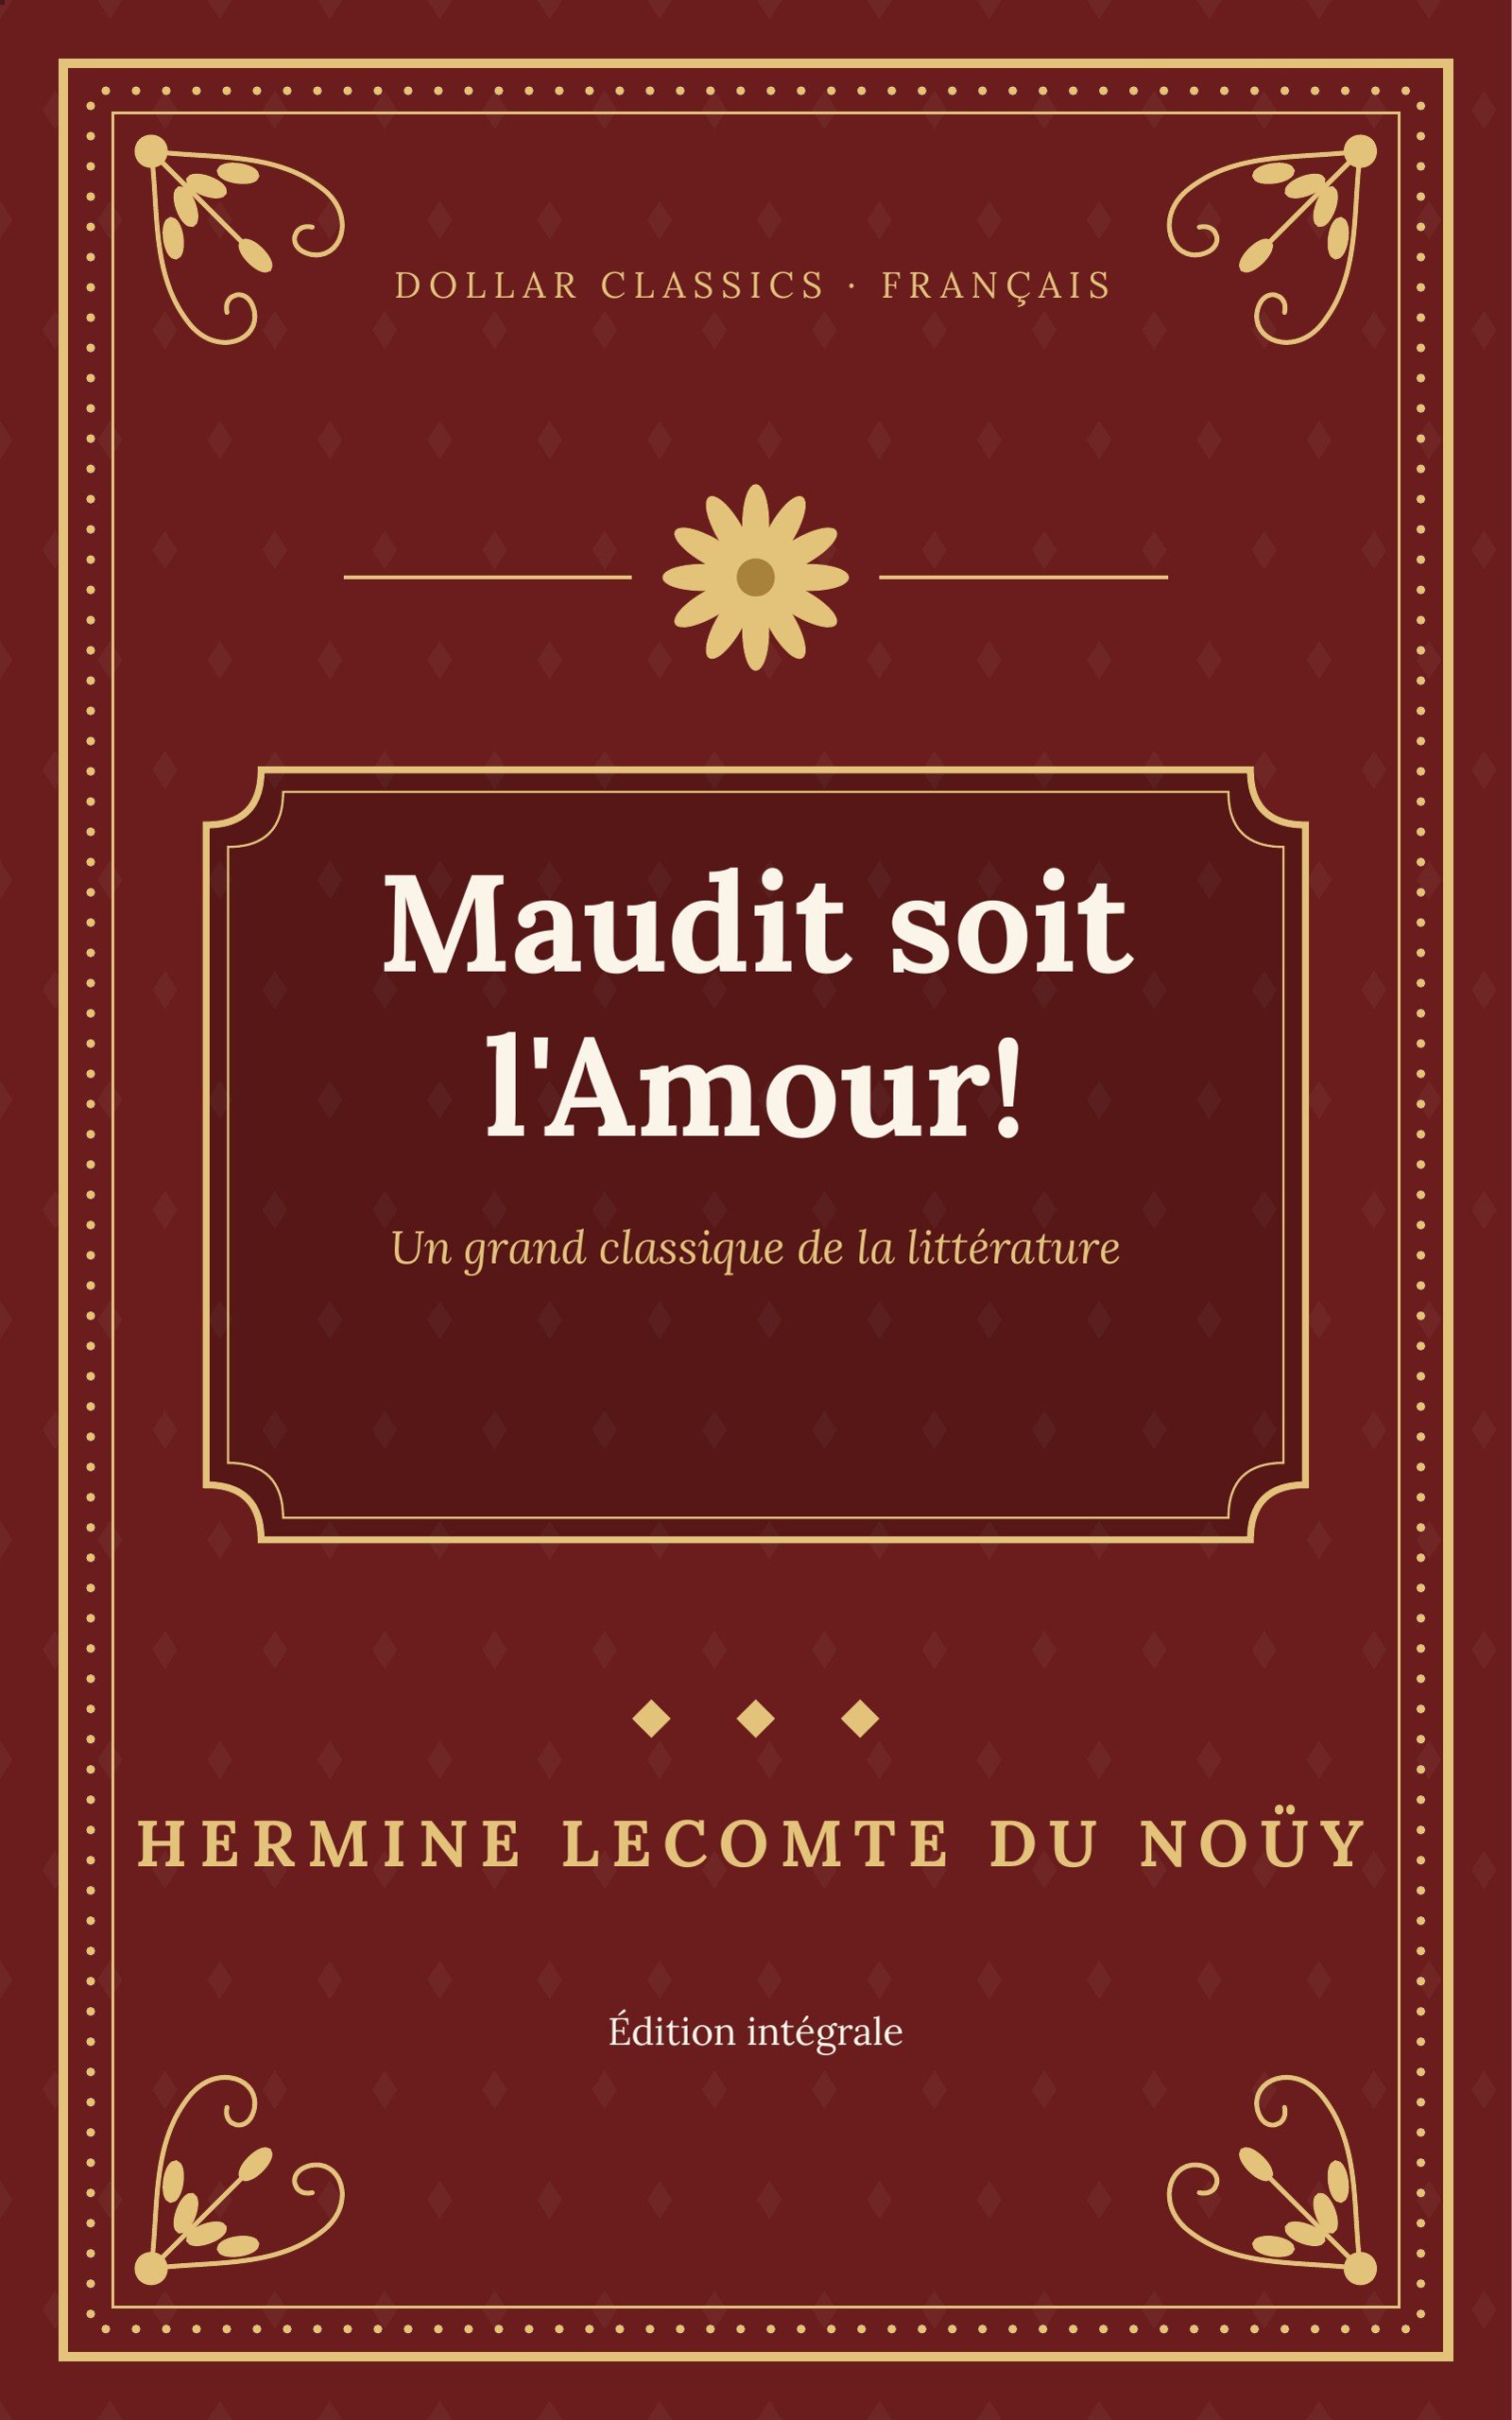 DOLLAR CLASSICS · FRANÇAIS
Maudit soit
l'Amour!
Un grand classique de la littérature
HERMINE LECOMTE DU NOÜY
Édition intégrale